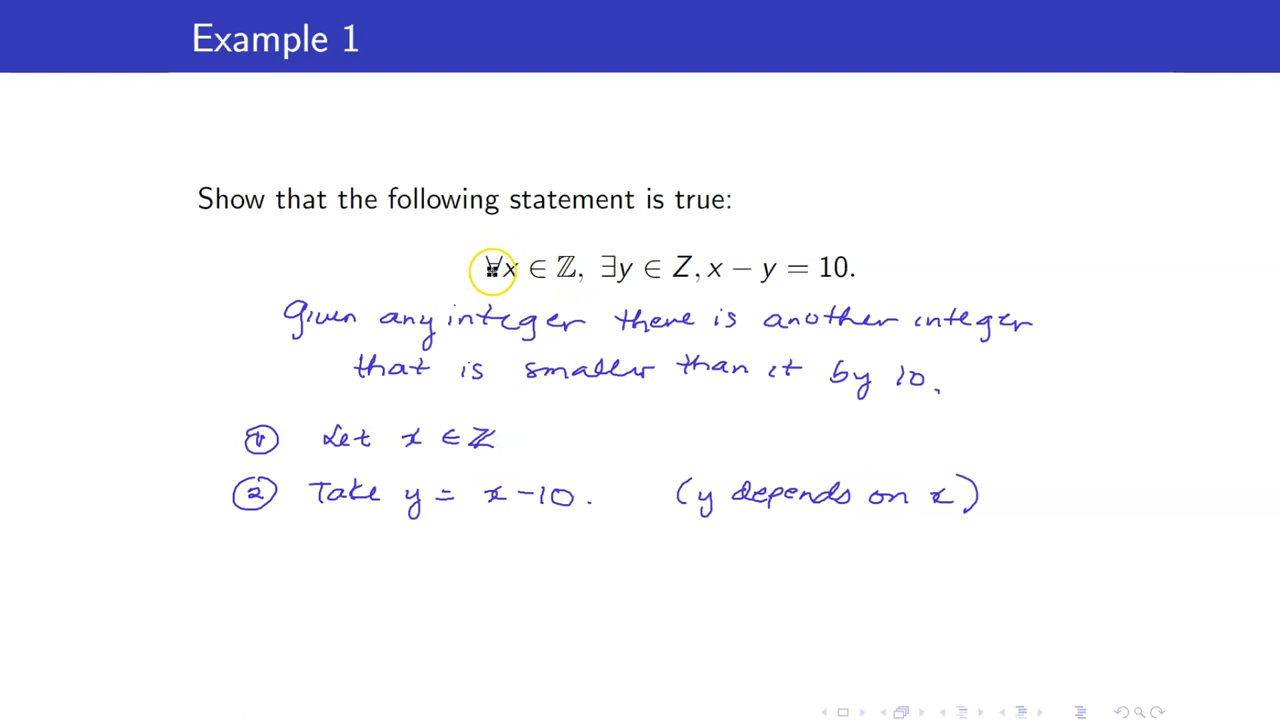 Example 1
Show that the following statement is true:
∀x ∈ ℤ, ∃y ∈ Z, x − y = 10.
Given any integer there is another integer
that is smaller than it by 10.
① Let x ∈ ℤ
② Take y = x − 10. (y depends on x)